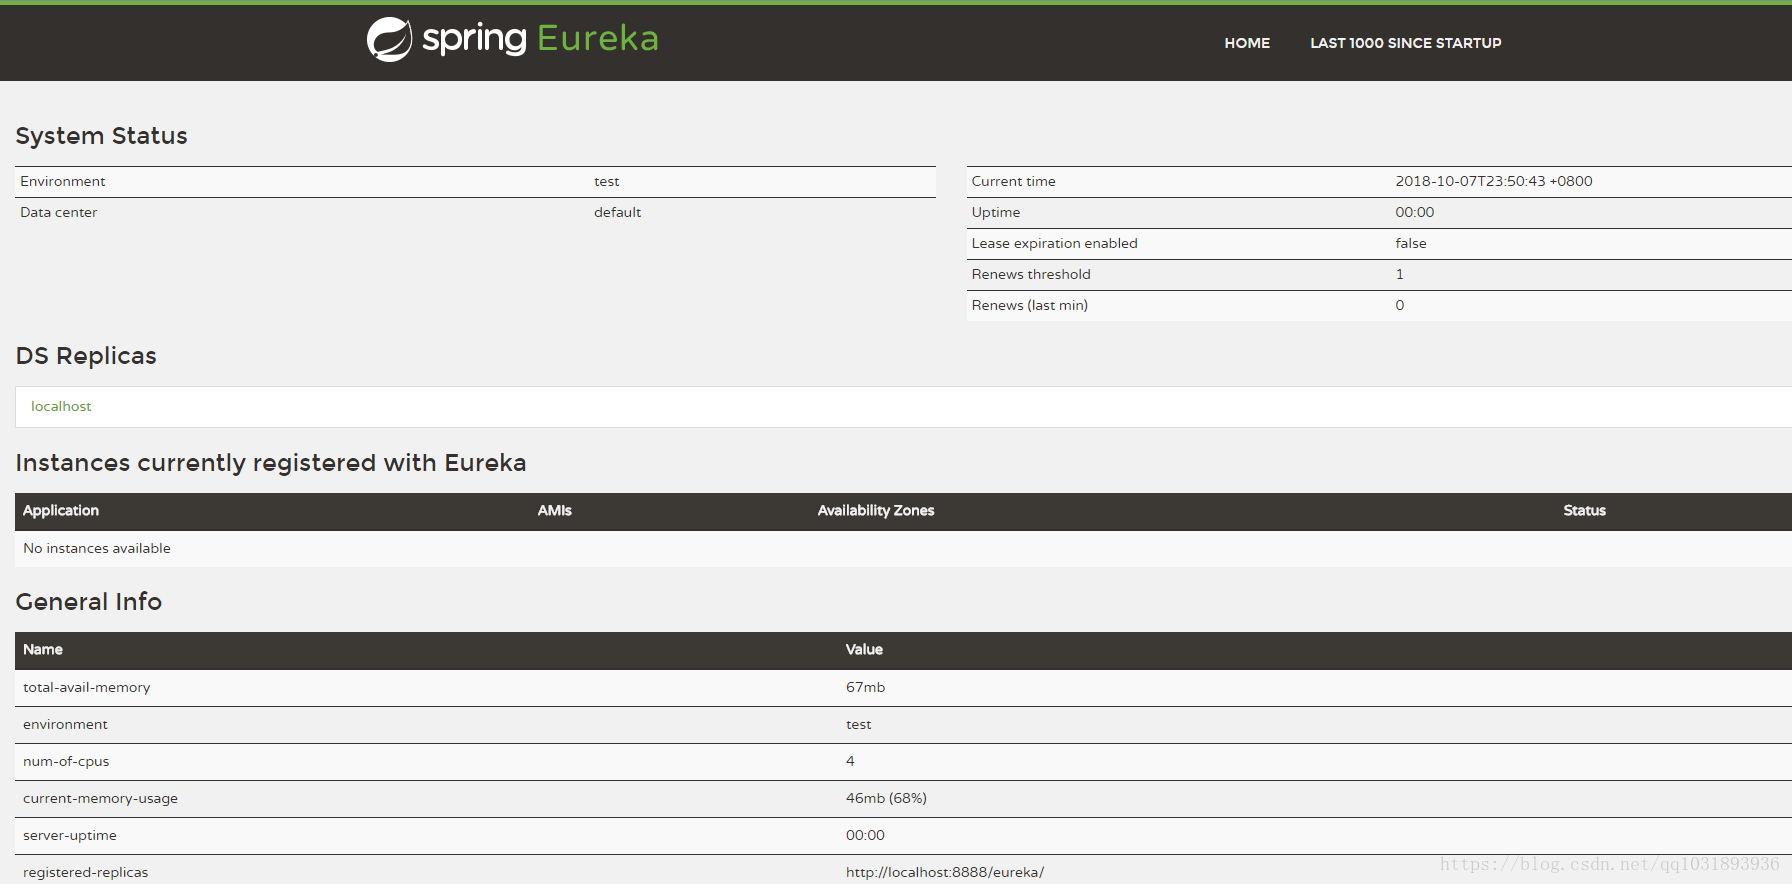 spring Eureka
HOME LAST 1000 SINCE STARTUP
System Status
Environment test
Data center default
Current time 2018-10-07T23:50:43 +0800
Uptime 00:00
Lease expiration enabled false
Renews threshold 1
Renews (last min) 0
DS Replicas
localhost
Instances currently registered with Eureka
Application AMIs Availability Zones Status
No instances available
General Info
Name Value
total-avail-memory 67mb
environment test
num-of-cpus 4
current-memory-usage 46mb (68%)
server-uptime 00:00
registered-replicas http://localhost:8888/eureka/
https://blog.csdn.net/qq1031893936